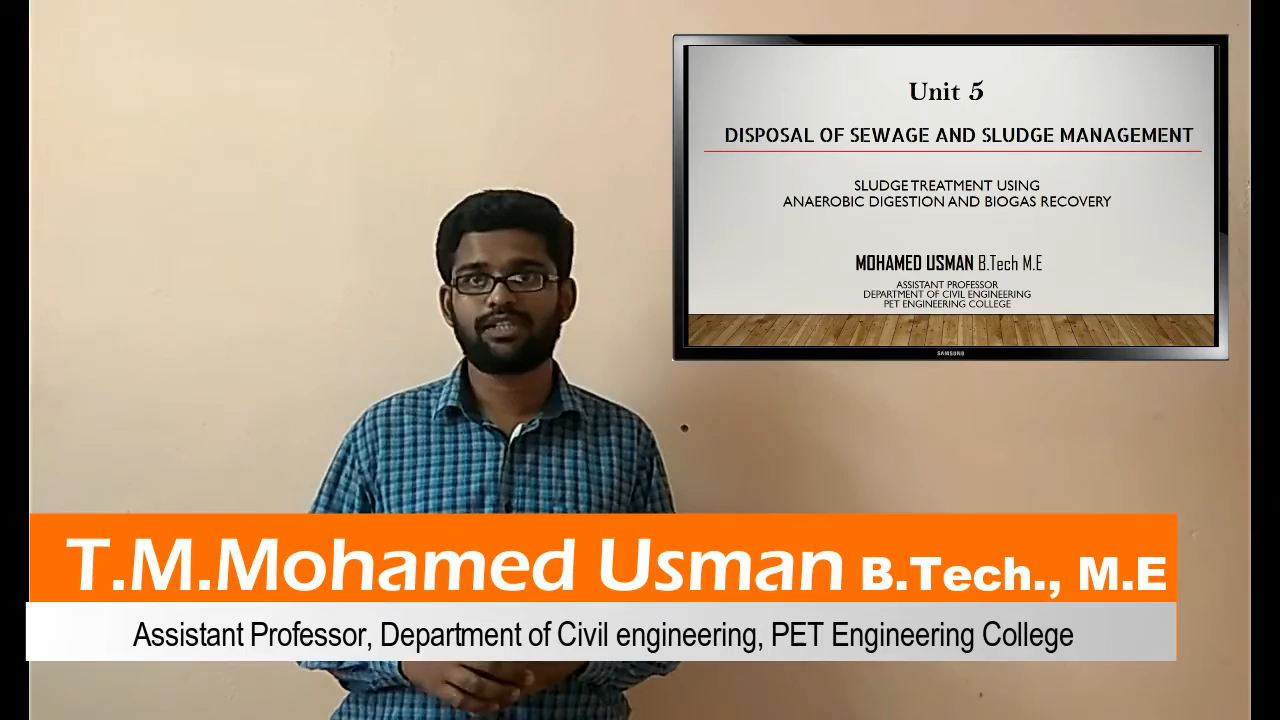 Unit 5
DISPOSAL OF SEWAGE AND SLUDGE MANAGEMENT
SLUDGE TREATMENT USING
ANAEROBIC DIGESTION AND BIOGAS RECOVERY
MOHAMED USMAN B.Tech M.E
ASSISTANT PROFESSOR
DEPARTMENT OF CIVIL ENGINEERING
PET ENGINEERING COLLEGE
SAMSUNG
T.M.Mohamed Usman B.Tech., M.E
Assistant Professor, Department of Civil engineering, PET Engineering College